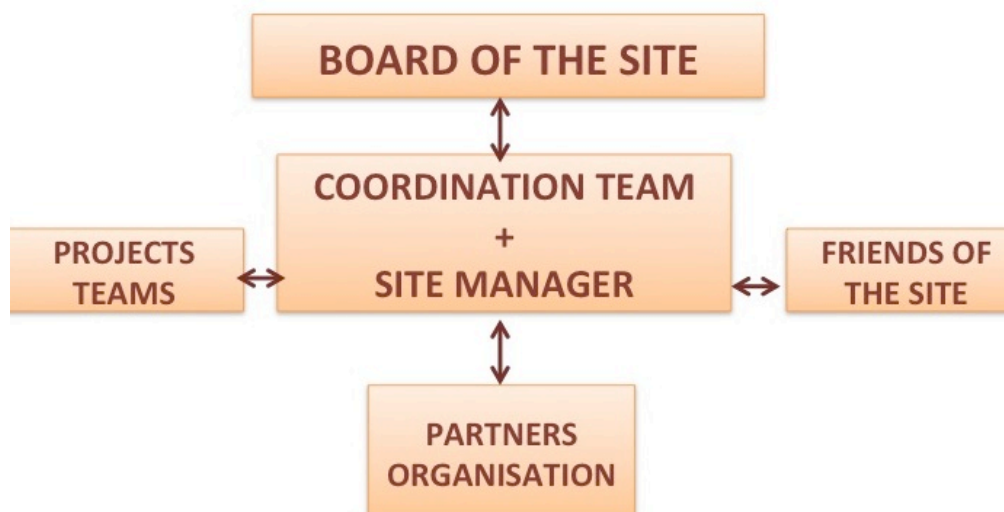 BOARD OF THE SITE
COORDINATION TEAM
+
SITE MANAGER
PROJECTS
TEAMS
FRIENDS OF
THE SITE
PARTNERS
ORGANISATION